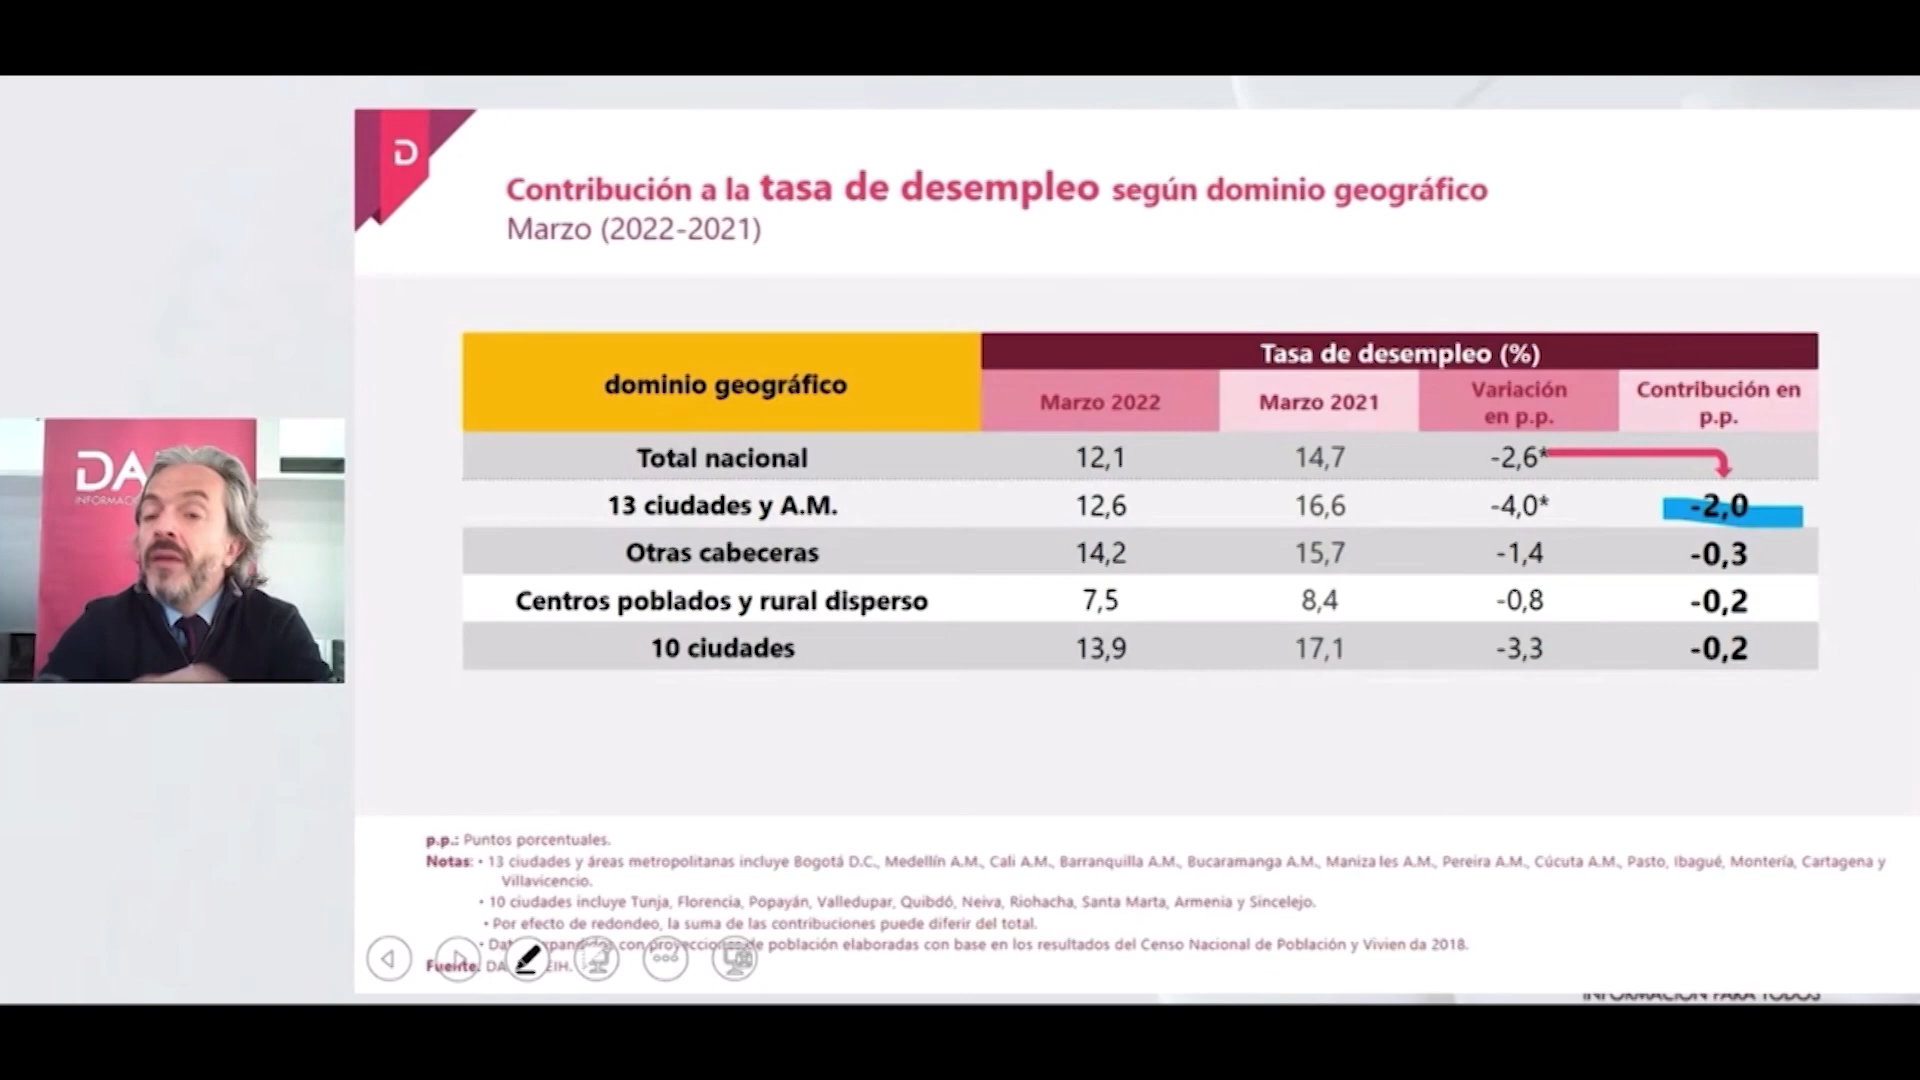 D
Contribución a la tasa de desempleo según dominio geográfico
Marzo (2022-2021)
dominio geográfico
Tasa de desempleo (%)
Marzo 2022
Marzo 2021
Variación en p.p.
Contribución en p.p.
Total nacional 12,1 14,7 -2,6*
13 ciudades y A.M. 12,6 16,6 -4,0* -2,0
Otras cabeceras 14,2 15,7 -1,4 -0,3
Centros poblados y rural disperso 7,5 8,4 -0,8 -0,2
10 ciudades 13,9 17,1 -3,3 -0,2
DA
INFORMACIÓ
p.p.: Puntos porcentuales.
Notas: • 13 ciudades y áreas metropolitanas incluye Bogotá D.C., Medellín A.M., Cali A.M., Barranquilla A.M., Bucaramanga A.M., Maniza les A.M., Pereira A.M., Cúcuta A.M., Pasto, Ibagué, Montería, Cartagena y
Villavicencio.
• 10 ciudades incluye Tunja, Florencia, Popayán, Valledupar, Quibdó, Neiva, Riohacha, Santa Marta, Armenia y Sincelejo.
• Por efecto de redondeo, la suma de las contribuciones puede diferir del total.
con proyecciones de población elaboradas con base en los resultados del Censo Nacional de Población y Vivien da 2018.
Fuente:
INFORMACIÓN PARA TODOS